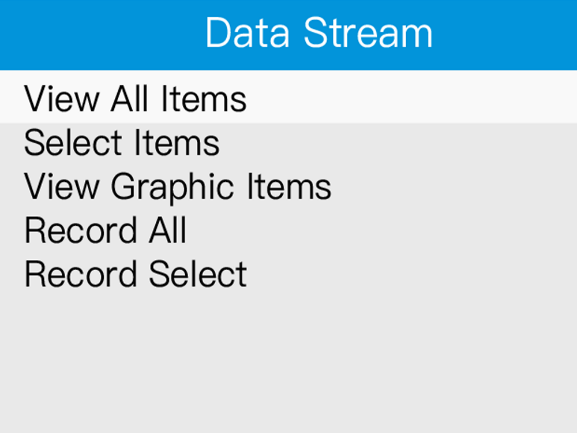 Data Stream
View All Items
Select Items
View Graphic Items
Record All
Record Select